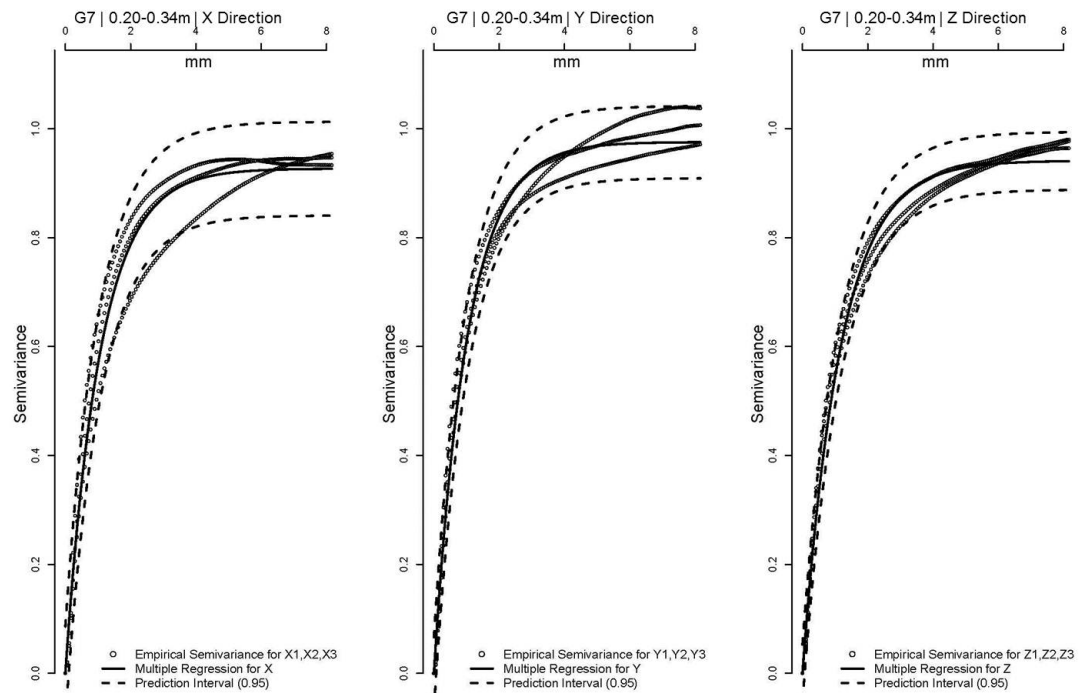 G7 | 0.20-0.34m | X Direction
0 2 4 6 8
mm
Semivariance
0.0 0.2 0.4 0.6 0.8 1.0
Empirical Semivariance for X1,X2,X3
Multiple Regression for X
Prediction Interval (0.95)
G7 | 0.20-0.34m | Y Direction
0 2 4 6 8
mm
Semivariance
0.0 0.2 0.4 0.6 0.8 1.0
Empirical Semivariance for Y1,Y2,Y3
Multiple Regression for Y
Prediction Interval (0.95)
G7 | 0.20-0.34m | Z Direction
0 2 4 6 8
mm
Semivariance
0.0 0.2 0.4 0.6 0.8 1.0
Empirical Semivariance for Z1,Z2,Z3
Multiple Regression for Z
Prediction Interval (0.95)